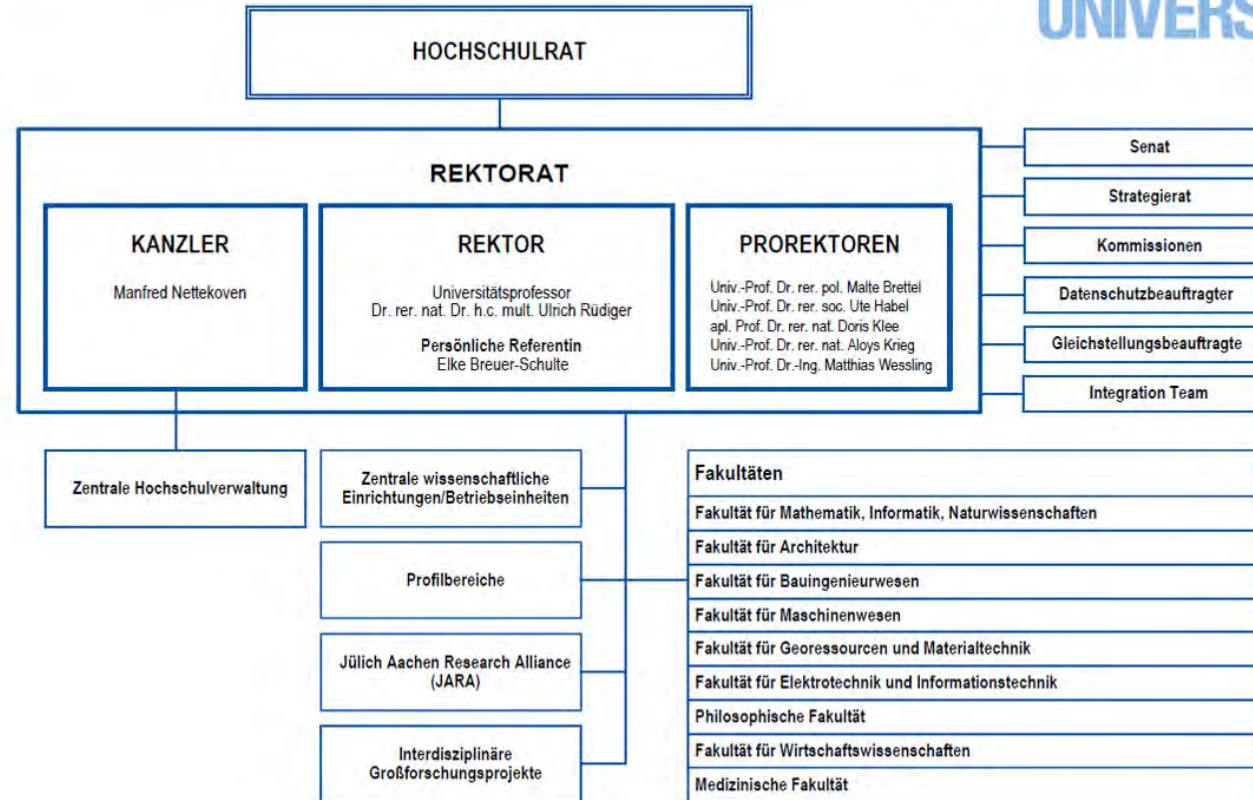 HOCHSCHULRAT
REKTORAT
KANZLER
Manfred Nettekoven
REKTOR
Universitätsprofessor
Dr. rer. nat. Dr. h.c. mult. Ulrich Rüdiger
Persönliche Referentin
Elke Breuer-Schulte
PROREKTOREN
Univ.-Prof. Dr. rer. pol. Malte Brettel
Univ.-Prof. Dr. rer. soc. Ute Habel
apl. Prof. Dr. rer. nat. Doris Klee
Univ.-Prof. Dr. rer. nat. Aloys Krieg
Univ.-Prof. Dr.-Ing. Matthias Wessling
Senat
Strategierat
Kommissionen
Datenschutzbeauftragter
Gleichstellungsbeauftragte
Integration Team
Zentrale Hochschulverwaltung
Zentrale wissenschaftliche
Einrichtungen/Betriebseinheiten
Profilbereiche
Jülich Aachen Research Alliance
(JARA)
Interdisziplinäre
Großforschungsprojekte
Fakultäten
Fakultät für Mathematik, Informatik, Naturwissenschaften
Fakultät für Architektur
Fakultät für Bauingenieurwesen
Fakultät für Maschinenwesen
Fakultät für Georessourcen und Materialtechnik
Fakultät für Elektrotechnik und Informationstechnik
Philosophische Fakultät
Fakultät für Wirtschaftswissenschaften
Medizinische Fakultät